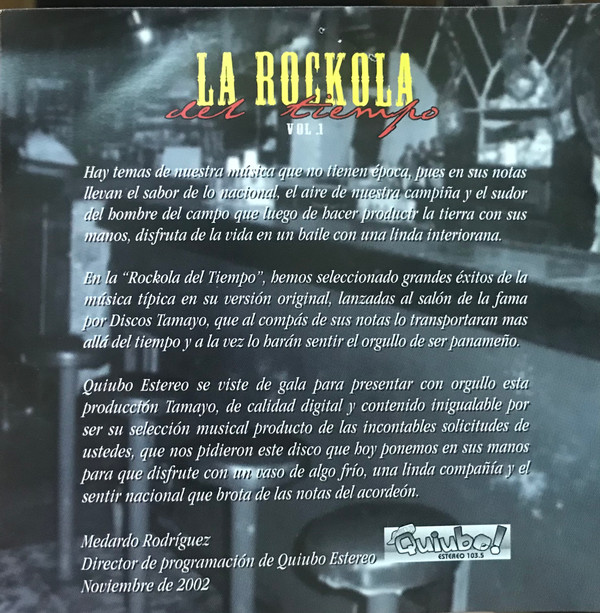 LA ROCKOLA
del tiempo
VOL .1
Hay temas de nuestra música que no tienen época, pues en sus notas
llevan el sabor de lo nacional, el aire de nuestra campiña y el sudor
del hombre del campo que luego de hacer producir la tierra con sus
manos, disfruta de la vida en un baile con una linda interiorana.
En la “Rockola del Tiempo”, hemos seleccionado grandes éxitos de la
música típica en su versión original, lanzadas al salón de la fama
por Discos Tamayo, que al compás de sus notas lo transportaran mas
allá del tiempo y a la vez lo harán sentir el orgullo de ser panameño.
Quiubo Estereo se viste de gala para presentar con orgullo esta
producción Tamayo, de calidad digital y contenido inigualable por
ser su selección musical producto de las incontables solicitudes de
ustedes, que nos pidieron este disco que hoy ponemos en sus manos
para que disfrute con un vaso de algo frío, una linda compañía y el
sentir nacional que brota de las notas del acordeón.
Medardo Rodríguez
Director de programación de Quiubo Estereo
Noviembre de 2002
Quiubo!
ESTEREO 103.5